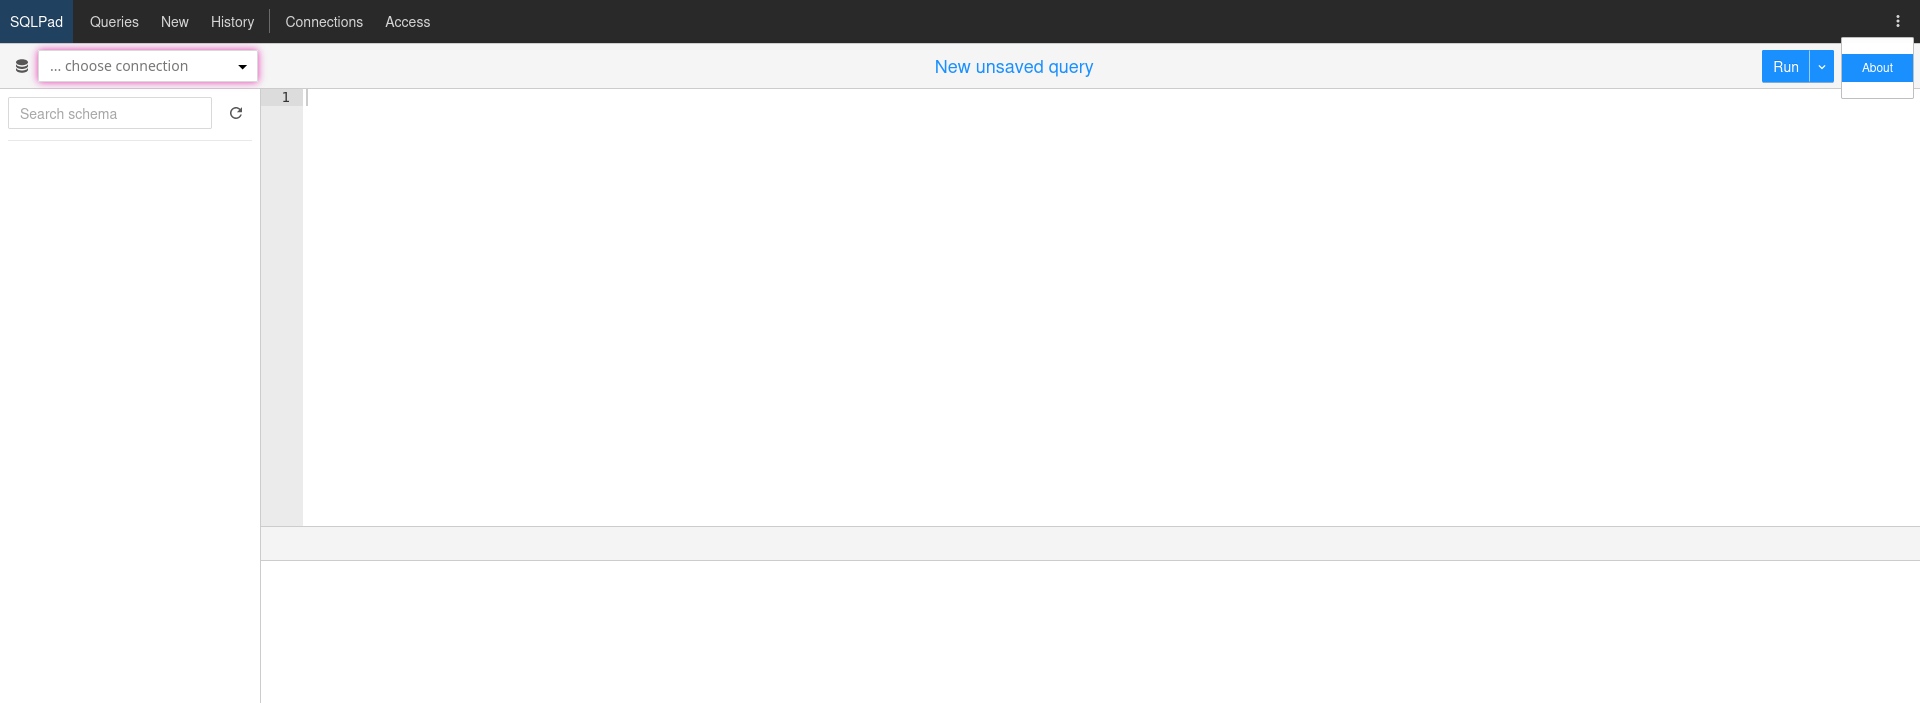 SQLPad Queries New History Connections Access
... choose connection New unsaved query Run About
Search schema
1